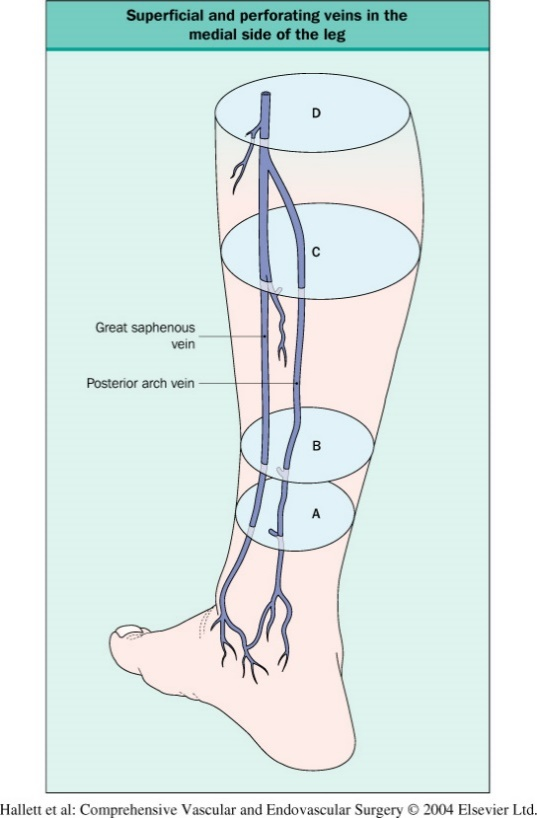 Superficial and perforating veins in the
medial side of the leg
D
C
Great saphenous
vein
Posterior arch vein
B
A
Hallett et al: Comprehensive Vascular and Endovascular Surgery © 2004 Elsevier Ltd.